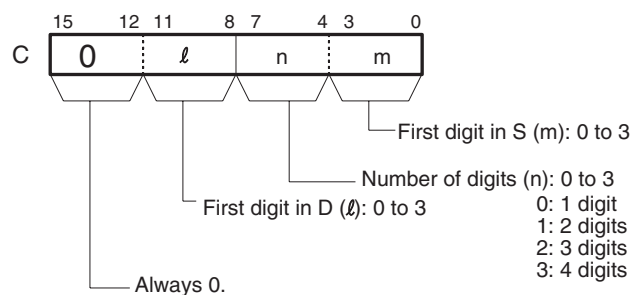 15 12 11 8 7 4 3 0
C 0 ℓ n m
First digit in S (m): 0 to 3
Number of digits (n): 0 to 3
First digit in D (ℓ): 0 to 3
0: 1 digit
1: 2 digits
2: 3 digits
3: 4 digits
Always 0.